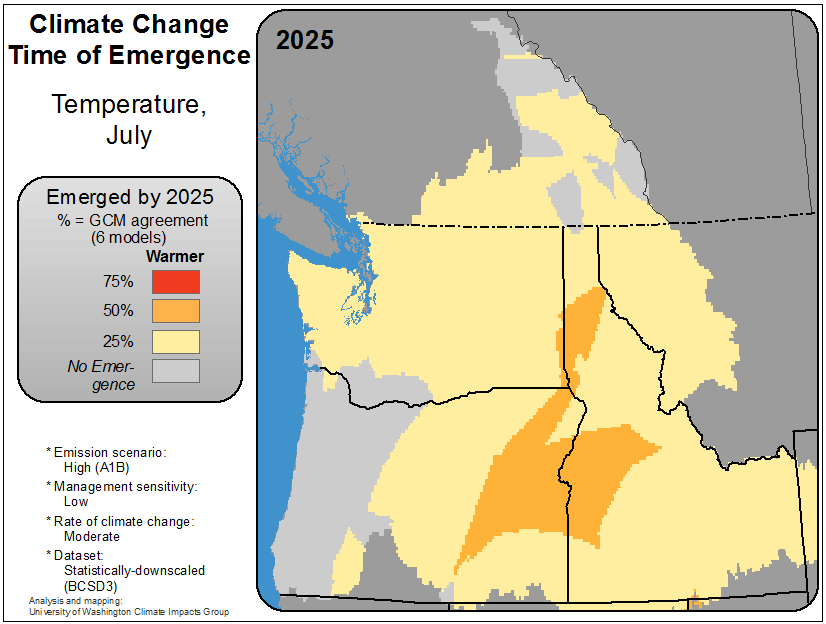 Climate Change
Time of Emergence
2025
Temperature,
July
Emerged by 2025
% = GCM agreement
(6 models)
Warmer
75%
50%
25%
No Emer-
gence
* Emission scenario:
High (A1B)
* Management sensitivity:
Low
* Rate of climate change:
Moderate
* Dataset:
Statistically-downscaled
(BCSD3)
Analysis and mapping:
University of Washington Climate Impacts Group